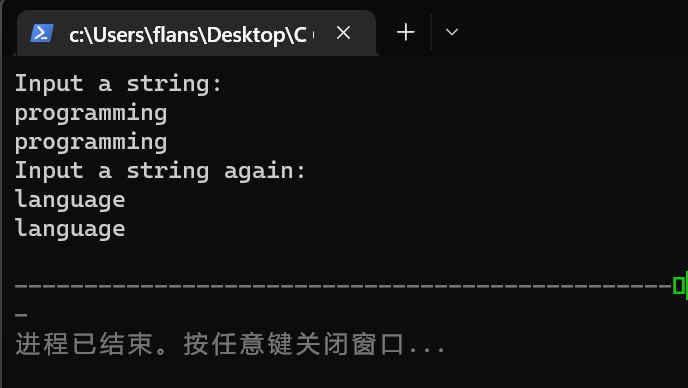 c:\Users\flans\Desktop\C
Input a string:
programming
programming
Input a string again:
language
language
-----------------------------------------------
-
进程已结束。按任意键关闭窗口...